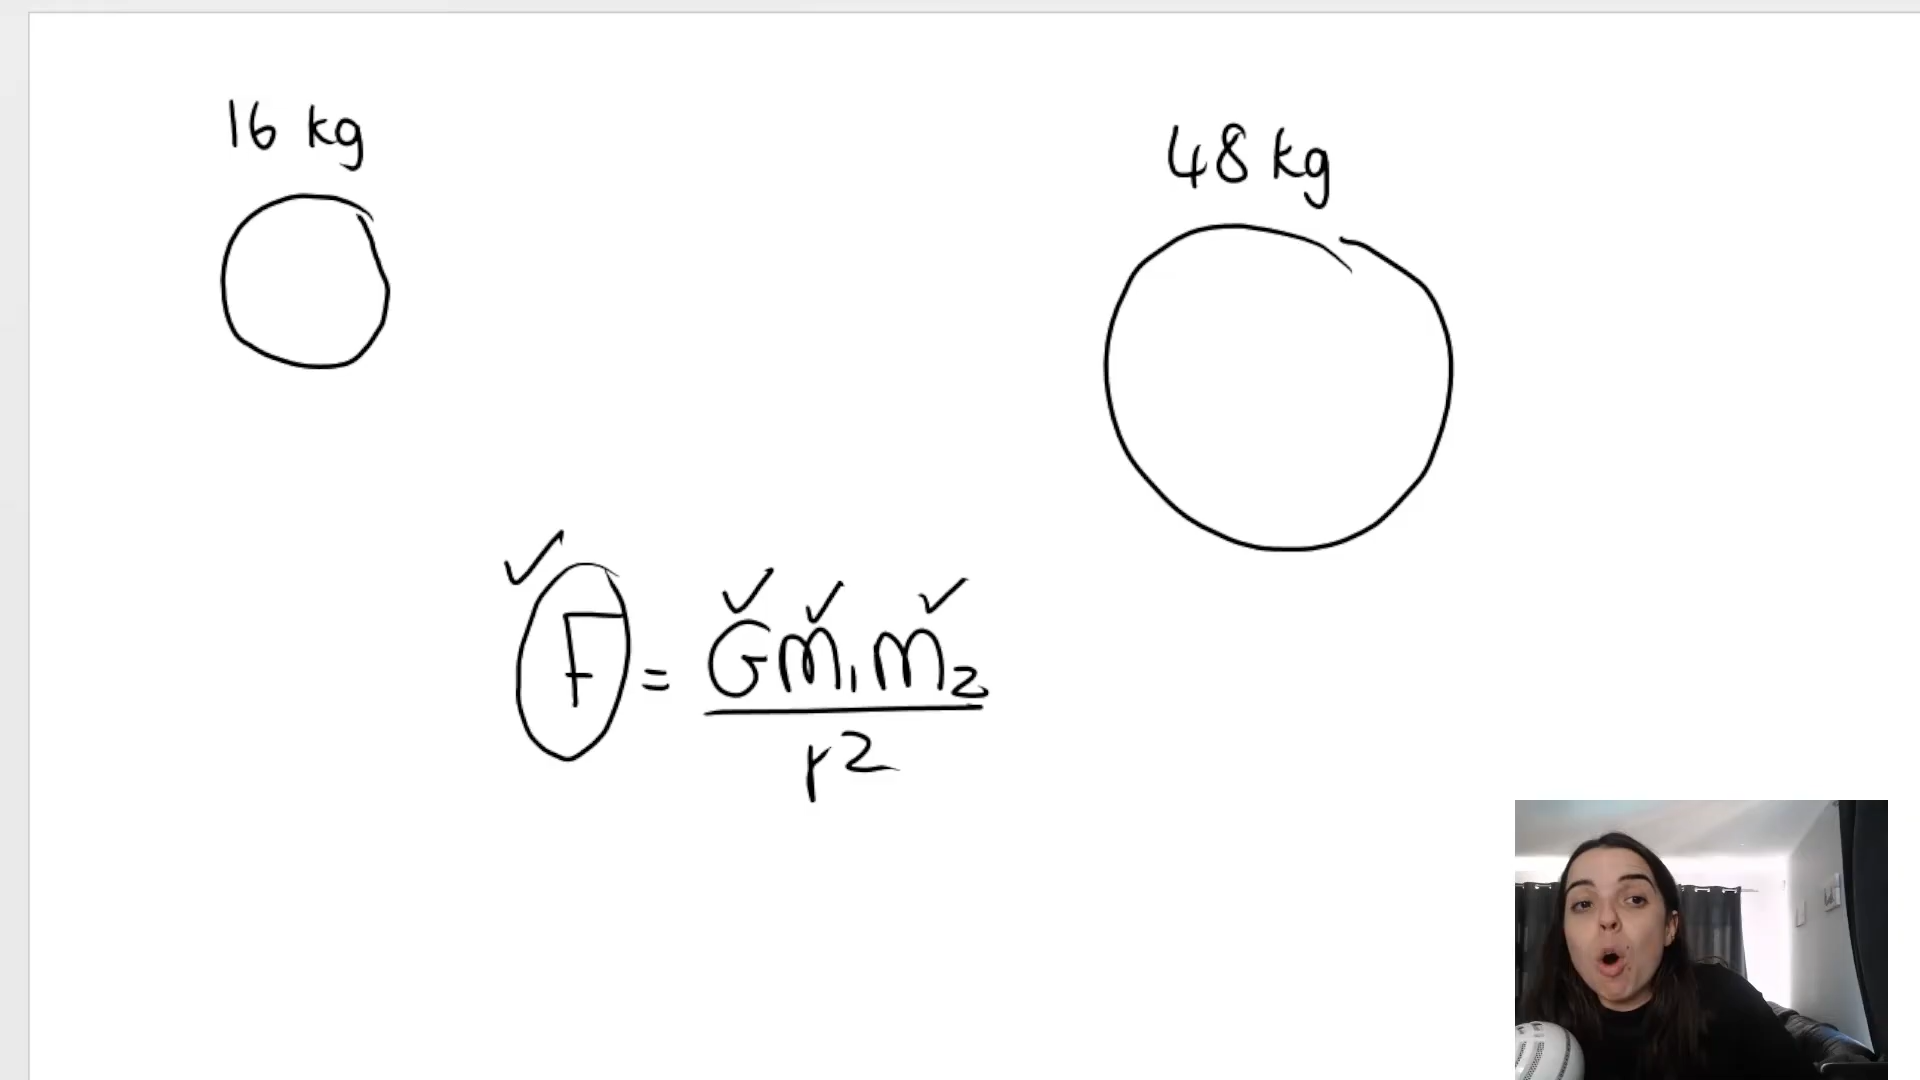 16 kg
48 kg
F = Gm₁m₂
r²